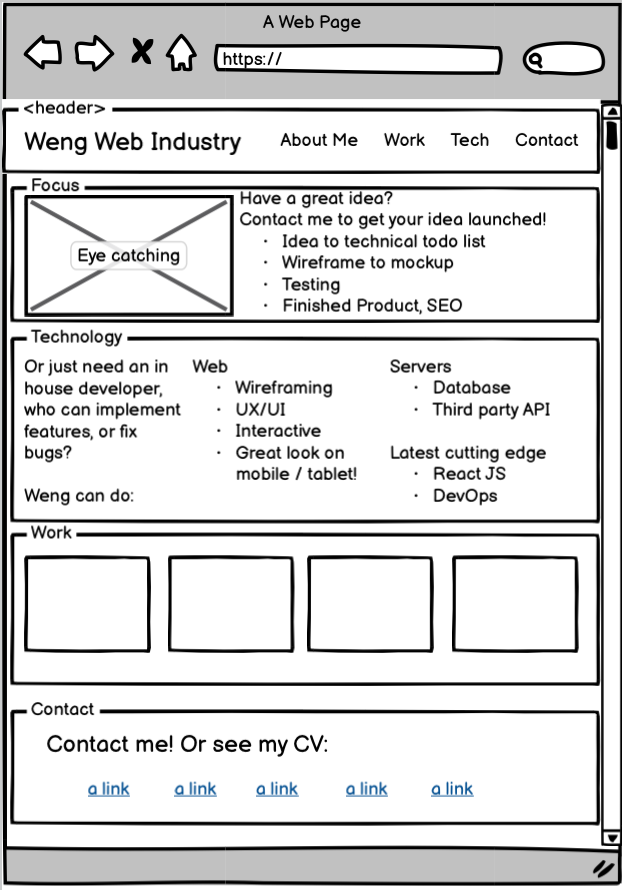 A Web Page
https://
<header>
Weng Web Industry
About Me Work Tech Contact
Focus
Eye catching
Have a great idea?
Contact me to get your idea launched!
· Idea to technical todo list
· Wireframe to mockup
· Testing
· Finished Product, SEO
Technology
Or just need an in
house developer,
who can implement
features, or fix
bugs?
Weng can do:
Web
· Wireframing
· UX/UI
· Interactive
· Great look on
mobile / tablet!
Servers
· Database
· Third party API
Latest cutting edge
· React JS
· DevOps
Work
Contact
Contact me! Or see my CV:
a link a link a link a link a link